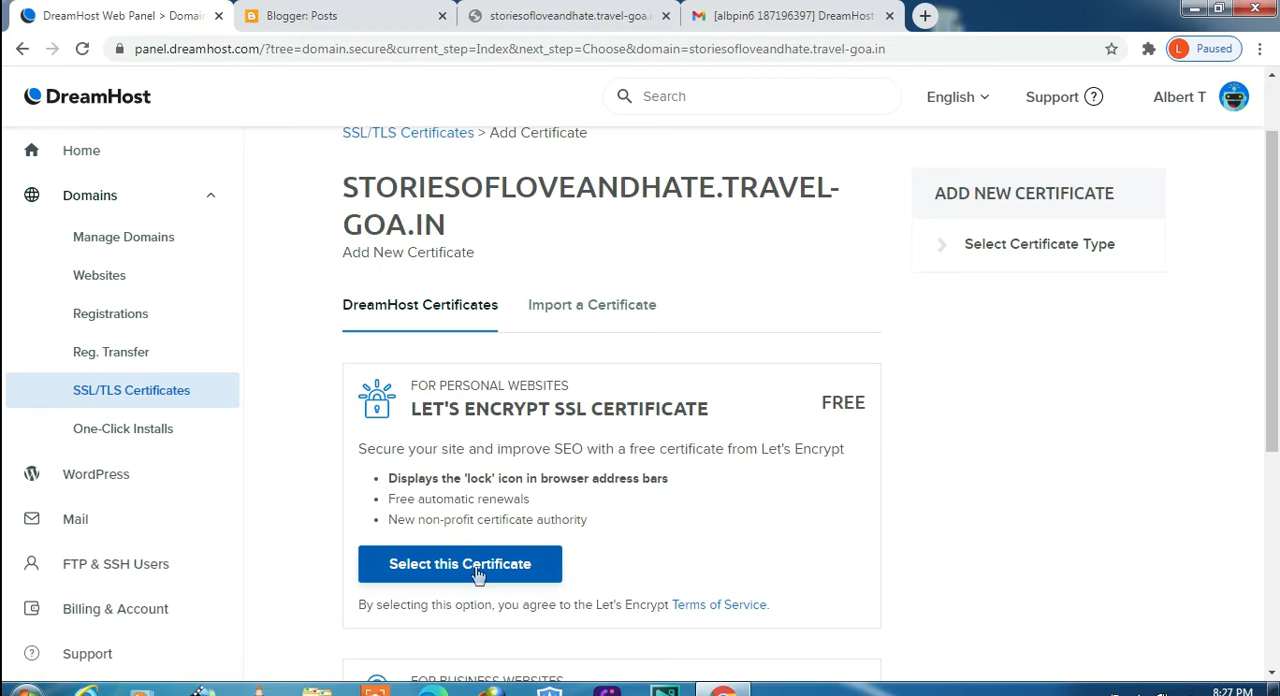 DreamHost Web Panel > Domain
Blogger: Posts
storiesofloveandhate.travel-goa.in
[albpin6 187196397] DreamHost
panel.dreamhost.com/?tree=domain.secure&current_step=Index&next_step=Choose&domain=storiesofloveandhate.travel-goa.in
L Paused
DreamHost
Search
English
Support ?
Albert T
Home
Domains
Manage Domains
Websites
Registrations
Reg. Transfer
SSL/TLS Certificates
One-Click Installs
WordPress
Mail
FTP & SSH Users
Billing & Account
Support
SSL/TLS Certificates > Add Certificate
STORIESOFLOVEANDHATE.TRAVEL-
GOA.IN
Add New Certificate
DreamHost Certificates
Import a Certificate
FOR PERSONAL WEBSITES
LET'S ENCRYPT SSL CERTIFICATE
FREE
Secure your site and improve SEO with a free certificate from Let's Encrypt
• Displays the 'lock' icon in browser address bars
• Free automatic renewals
• New non-profit certificate authority
Select this Certificate
By selecting this option, you agree to the Let's Encrypt Terms of Service.
FOR BUSINESS WEBSITES
ADD NEW CERTIFICATE
Select Certificate Type
8:27 PM